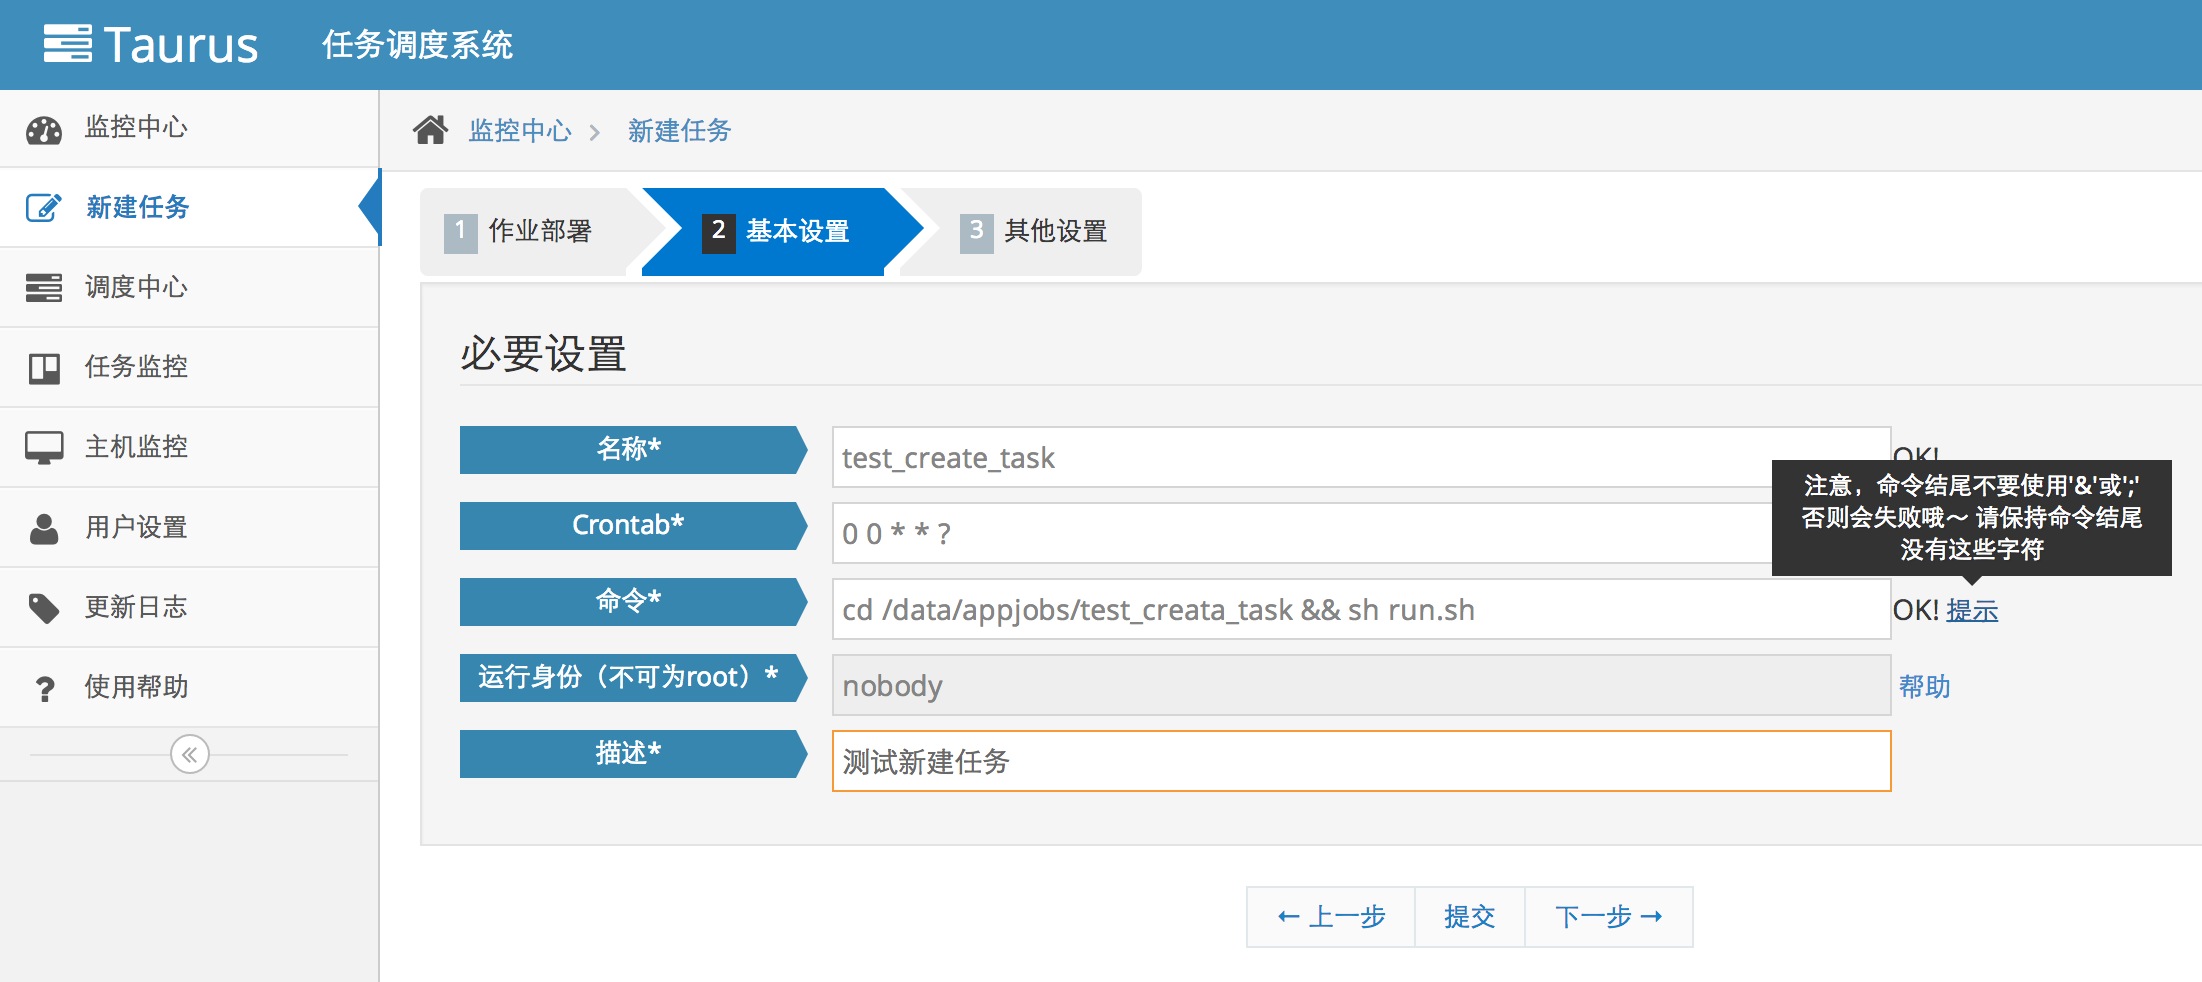 Taurus 任务调度系统
监控中心
新建任务
调度中心
任务监控
主机监控
用户设置
更新日志
使用帮助
监控中心 新建任务
1 作业部署 2 基本设置 3 其他设置
必要设置
名称* test_create_task OK!
注意，命令结尾不要使用'&'或';'
否则会失败哦～ 请保持命令结尾
没有这些字符
Crontab* 0 0 * * ?
命令* cd /data/appjobs/test_creata_task && sh run.sh OK! 提示
运行身份（不可为root）* nobody 帮助
描述* 测试新建任务
← 上一步 提交 下一步 →